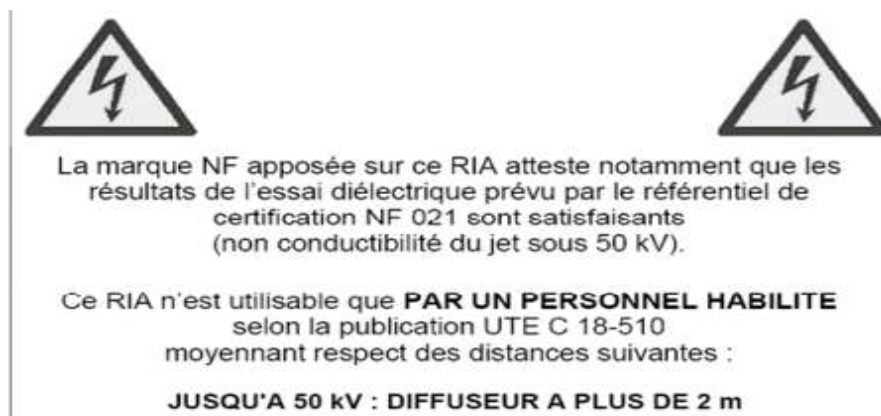 La marque NF apposée sur ce RIA atteste notamment que les
résultats de l'essai diélectrique prévu par le référentiel de
certification NF 021 sont satisfaisants
(non conductibilité du jet sous 50 kV).
Ce RIA n'est utilisable que PAR UN PERSONNEL HABILITE
selon la publication UTE C 18-510
moyennant respect des distances suivantes :
JUSQU'A 50 kV : DIFFUSEUR A PLUS DE 2 m